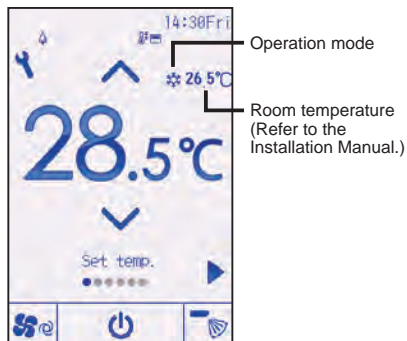 14:30Fri
Operation mode
26.5℃
Room temperature
(Refer to the
Installation Manual.)
28.5℃
Set temp.